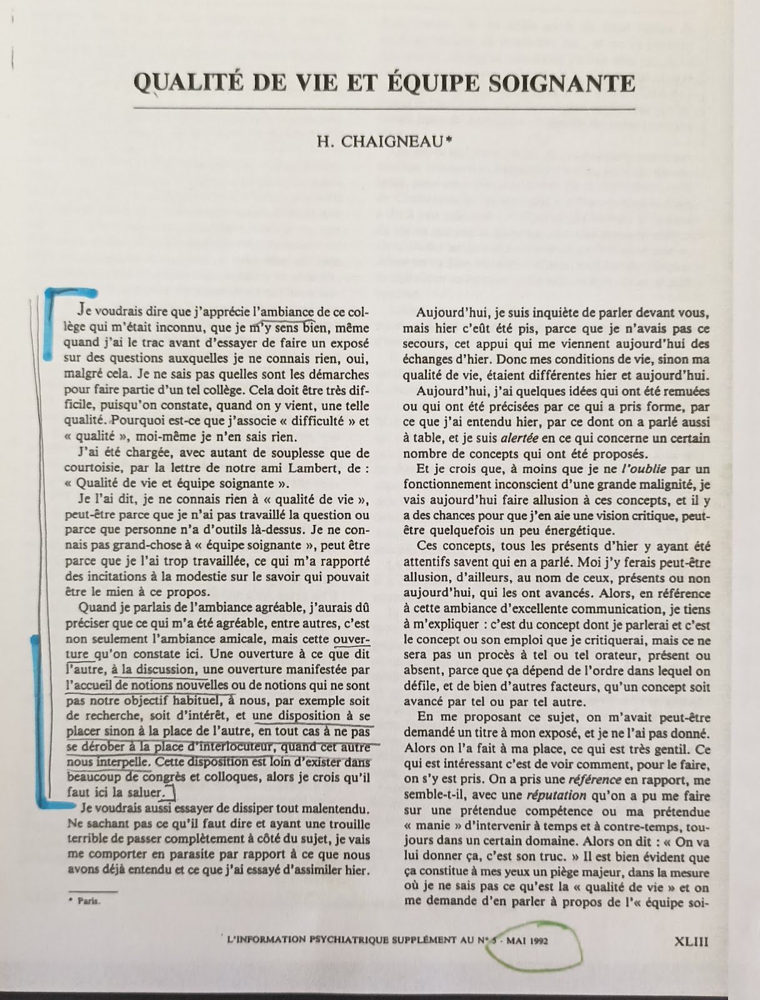 QUALITÉ DE VIE ET ÉQUIPE SOIGNANTE
H. CHAIGNEAU*
Je voudrais dire que j'apprécie l'ambiance de ce col-
lège qui m'était inconnu, que je m'y sens bien, même
quand j'ai le trac avant d'essayer de faire un exposé
sur des questions auxquelles je ne connais rien, oui,
malgré cela. Je ne sais pas quelles sont les démarches
pour faire partie d'un tel collège. Cela doit être très dif-
ficile, puisqu'on constate, quand on y vient, une telle
qualité. Pourquoi est-ce que j'associe « difficulté » et
« qualité », moi-même je n'en sais rien.
J'ai été chargée, avec autant de souplesse que de
courtoisie, par la lettre de notre ami Lambert, de :
« Qualité de vie et équipe soignante ».
Je l'ai dit, je ne connais rien à « qualité de vie »,
peut-être parce que je n'ai pas travaillé la question ou
parce que personne n'a d'outils là-dessus. Je ne con-
nais pas grand-chose à « équipe soignante », peut être
parce que je l'ai trop travaillée, ce qui m'a rapporté
des incitations à la modestie sur le savoir qui pouvait
être le mien à ce propos.
Quand je parlais de l'ambiance agréable, j'aurais dû
préciser que ce qui m'a été agréable, entre autres, c'est
non seulement l'ambiance amicale, mais cette ouver-
ture qu'on constate ici. Une ouverture à ce que dit
l'autre, à la discussion, une ouverture manifestée par
l'accueil de notions nouvelles ou de notions qui ne sont
pas notre objectif habituel, à nous, par exemple soit
de recherche, soit d'intérêt, et une disposition à se
placer sinon à la place de l'autre, en tout cas à ne pas
se dérober à la place d'interlocuteur, quand cet autre
nous interpelle. Cette disposition est loin d'exister dans
beaucoup de congrès et colloques, alors je crois qu'il
faut ici la saluer.
Je voudrais aussi essayer de dissiper tout malentendu.
Ne sachant pas ce qu'il faut dire et ayant une trouille
terrible de passer complètement à côté du sujet, je vais
me comporter en parasite par rapport à ce que nous
avons déjà entendu et ce que j'ai essayé d'assimiler hier.
* Paris.
Aujourd'hui, je suis inquiète de parler devant vous,
mais hier c'eût été pis, parce que je n'avais pas ce
secours, cet appui qui me viennent aujourd'hui des
échanges d'hier. Donc mes conditions de vie, sinon ma
qualité de vie, étaient différentes hier et aujourd'hui.
Aujourd'hui, j'ai quelques idées qui ont été remuées
ou qui ont été précisées par ce qui a pris forme, par
ce que j'ai entendu hier, par ce dont on a parlé aussi
à table, et je suis alertée en ce qui concerne un certain
nombre de concepts qui ont été proposés.
Et je crois que, à moins que je ne l'oublie par un
fonctionnement inconscient d'une grande malignité, je
vais aujourd'hui faire allusion à ces concepts, et il y
a des chances pour que j'en aie une vision critique, peut-
être quelquefois un peu énergétique.
Ces concepts, tous les présents d'hier y ayant été
attentifs savent qui en a parlé. Moi j'y ferais peut-être
allusion, d'ailleurs, au nom de ceux, présents ou non
aujourd'hui, qui les ont avancés. Alors, en référence
à cette ambiance d'excellente communication, je tiens
à m'expliquer : c'est du concept dont je parlerai et c'est
le concept ou son emploi que je critiquerai, mais ce ne
sera pas un procès à tel ou tel orateur, présent ou
absent, parce que ça dépend de l'ordre dans lequel on
défile, et de bien d'autres facteurs, qu'un concept soit
avancé par tel ou par tel autre.
En me proposant ce sujet, on m'avait peut-être
demandé un titre à mon exposé, et je ne l'ai pas donné.
Alors on l'a fait à ma place, ce qui est très gentil. Ce
qui est intéressant c'est de voir comment, pour le faire,
on s'y est pris. On a pris une référence en rapport, me
semble-t-il, avec une réputation qu'on a pu me faire
sur une prétendue compétence ou ma prétendue
« manie » d'intervenir à temps et à contre-temps, tou-
jours dans un certain domaine. Alors on dit : « On va
lui donner ça, c'est son truc. » Il est bien évident que
ça constitue à mes yeux un piège majeur, dans la mesure
où je ne sais pas ce qu'est la « qualité de vie » et on
me demande d'en parler à propos de l'« équipe soi-
L'INFORMATION PSYCHIATRIQUE SUPPLÉMENT AU N° 5 - MAI 1992
XLIII